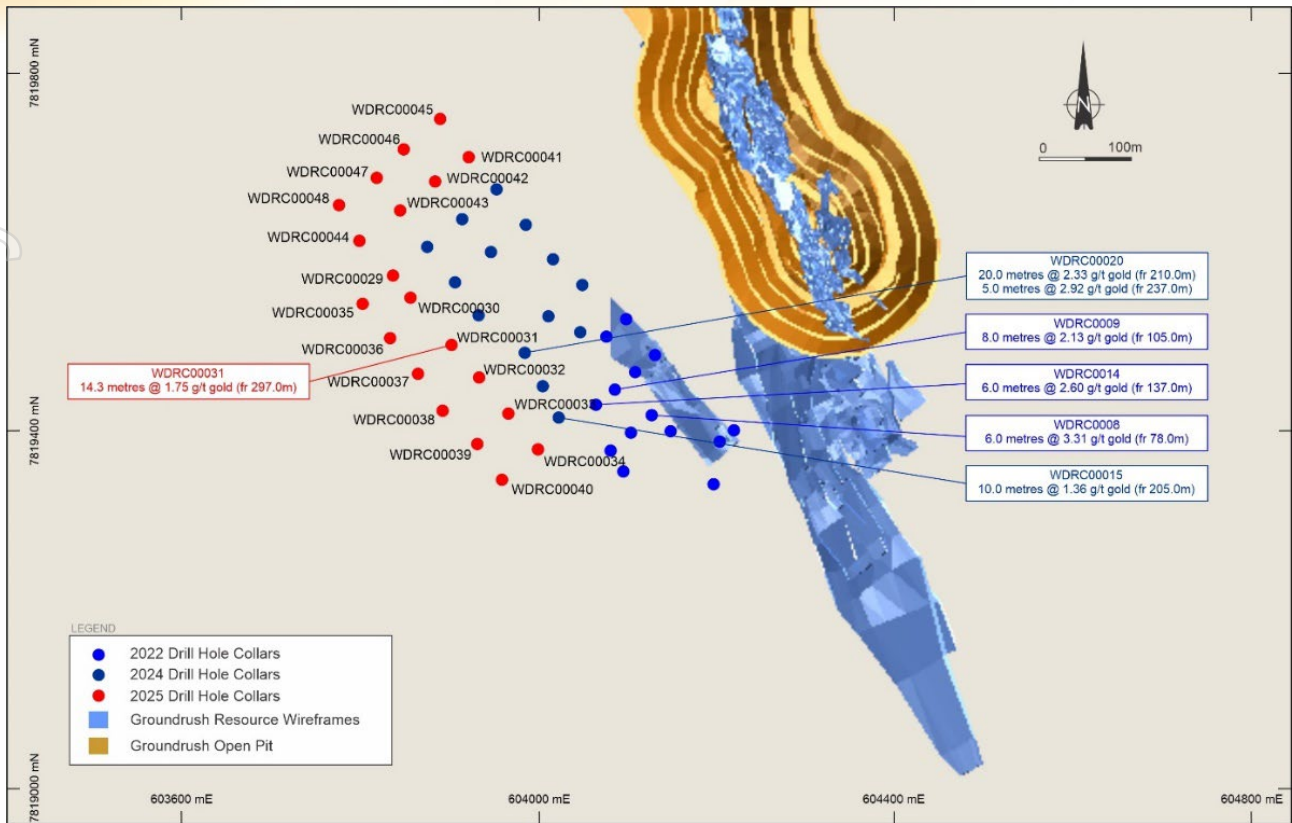 7819800 mN
7819400 mN
7819000 mN
603600 mE
604000 mE
604400 mE
604800 mE
N
0 100m
WDRC00045
WDRC00046
WDRC00041
WDRC00047
WDRC00042
WDRC00048
WDRC00043
WDRC00044
WDRC00029
WDRC00035
WDRC00030
WDRC00036
WDRC00031
WDRC00037
WDRC00032
WDRC00038
WDRC00033
WDRC00039
WDRC00034
WDRC00040
WDRC00031
14.3 metres @ 1.75 g/t gold (fr 297.0m)
WDRC00020
20.0 metres @ 2.33 g/t gold (fr 210.0m)
5.0 metres @ 2.92 g/t gold (fr 237.0m)
WDRC0009
8.0 metres @ 2.13 g/t gold (fr 105.0m)
WDRC0014
6.0 metres @ 2.60 g/t gold (fr 137.0m)
WDRC0008
6.0 metres @ 3.31 g/t gold (fr 78.0m)
WDRC00015
10.0 metres @ 1.36 g/t gold (fr 205.0m)
LEGEND
2022 Drill Hole Collars
2024 Drill Hole Collars
2025 Drill Hole Collars
Groundrush Resource Wireframes
Groundrush Open Pit